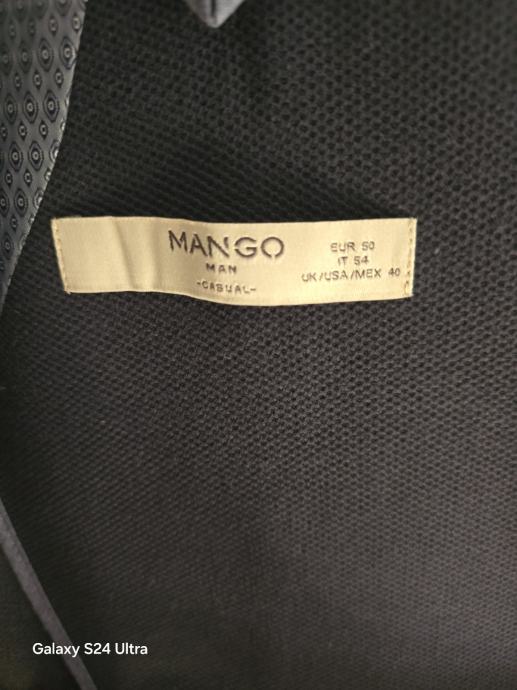 MANGO
MAN
-CASUAL-
EUR 50
IT 54
UK/USA/MEX 40
Galaxy S24 Ultra